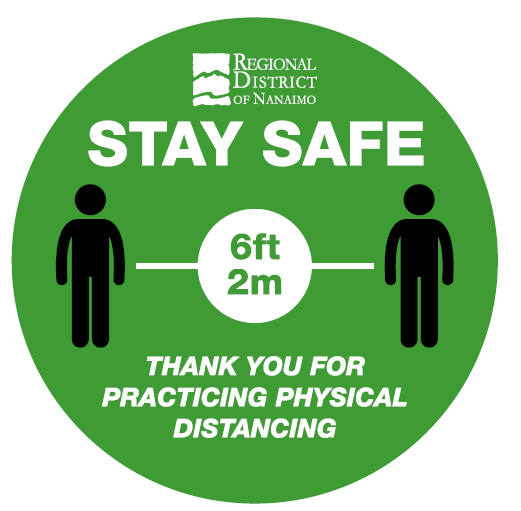 REGIONAL
DISTRICT
OF NANAIMO
STAY SAFE
6ft
2m
THANK YOU FOR
PRACTICING PHYSICAL
DISTANCING